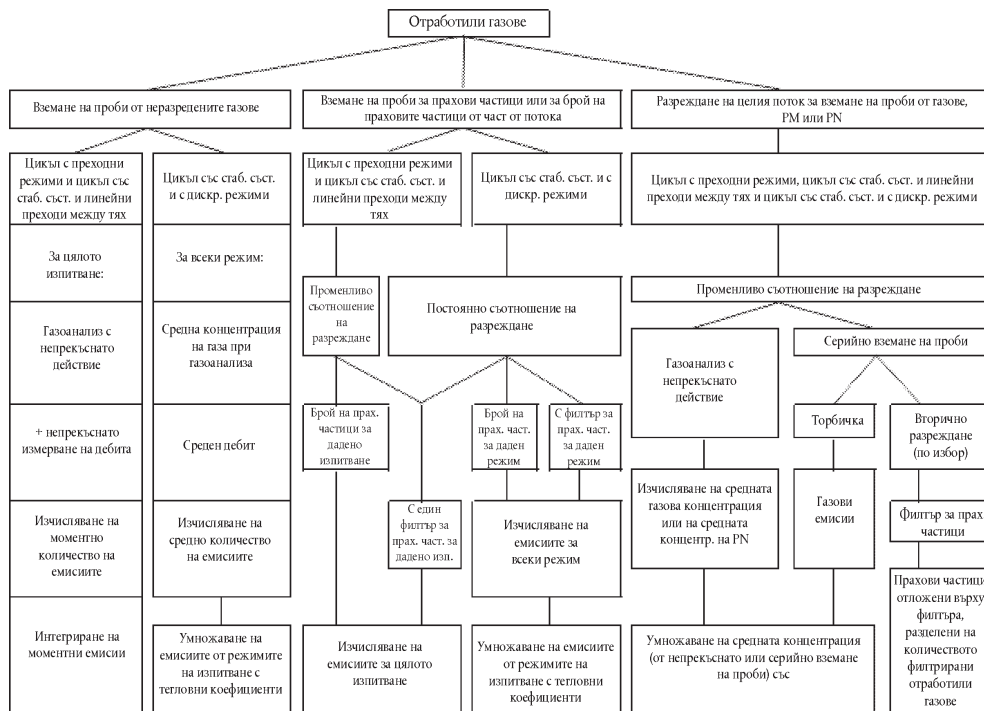 Отработили газове
Вземане на проби от неразредените газове
Вземане на проби за прахови частици или за брой на
праховите частици от част от потока
Разреждане на целия поток за вземане на проби от газове,
PM или PN
Цикъл с преходни
режими и цикъл със
стаб. съст. и линейни
преходи между тях
Цикъл със стаб. съст.
и с дискр. режими
Цикъл с преходни режими
и цикъл със стаб. съст. и
линейни преходи между
тях
Цикъл със стаб. съст. и с
дискр. режими
Цикъл с преходни режими, цикъл със стаб. съст. и линейни
преходи между тях и цикъл със стаб. съст. и с дискр. режими
За цялото
изпитване:
За всеки режим:
Променливо
съотношение
на
разреждане
Постоянно съотношение на
разреждане
Променливо съотношение на разреждане
Газоанализ с
непрекъснато
действие
Средна концентрация
на газа при
газоанализа
Газоанализ с
непрекъснато
действие
Серийно вземане на проби
+ непрекъснато
измерване на дебита
Среден дебит
Брой на прах.
частици за
дадено
изпитване
Брой на
прах. част.
за даден
режим
С филтър за
прах. част.
за даден
режим
Торбичка
Вторично
разреждане
(по избор)
Изчисляване на
моментно
количество на
емисиите
Изчисляване на
средно количество
на емисиите
С един
филтър за
прах. част. за
дадено изп.
Изчисляване на
емисиите за
всеки режим
Изчисляване на средната
газова концентрация
или на средната
концентр. на PN
Газови
емисии
Филтър за прах.
частици
Интегриране на
моментни емисии
Умножаване на
емисиите от режимите
на изпитване с
тегловни коефициенти
Изчисляване на
емисиите за цялото
изпитване
Умножаване на емисиите
от режимите на
изпитване с тегловни
коефициенти
Умножаване на средната концентрация
(от непрекъснато или серийно вземане
на проби) със
Прахови частици,
отложени върху
филтъра,
разделени на
количеството
филтрирани
отработили
газове